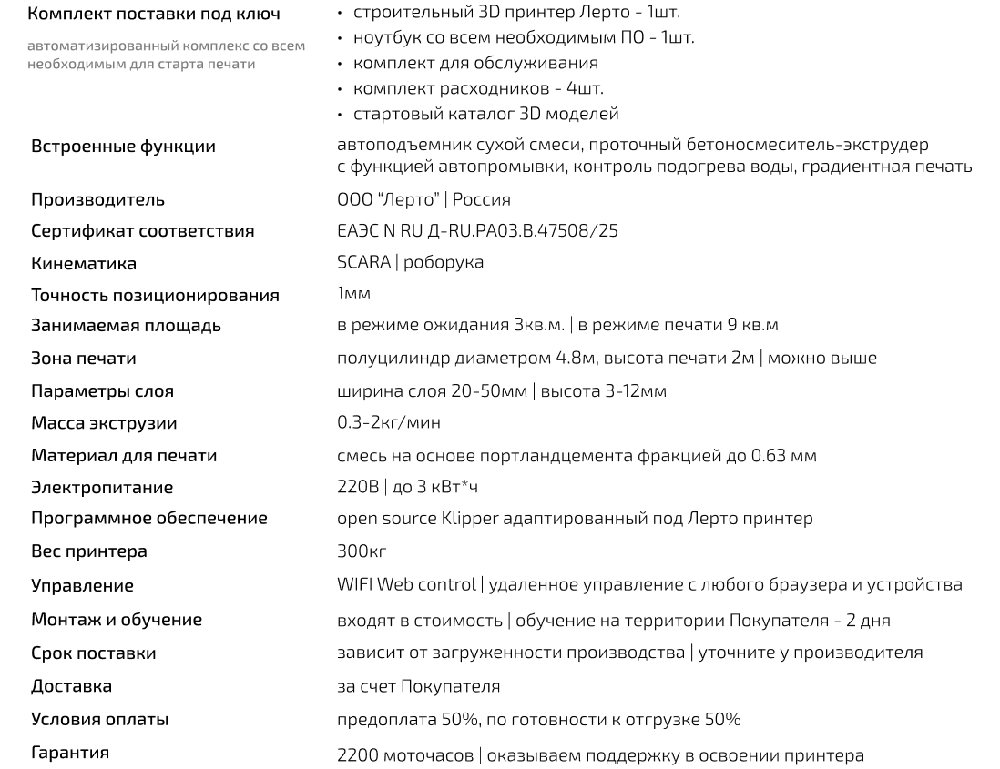 Комплект поставки под ключ
автоматизированный комплекс со всем
необходимым для старта печати
• строительный 3D принтер Лерто - 1шт.
• ноутбук со всем необходимым ПО - 1шт.
• комплект для обслуживания
• комплект расходников - 4шт.
• стартовый каталог 3D моделей
Встроенные функции
автоподъемник сухой смеси, проточный бетоносмеситель-экструдер
с функцией автопромывки, контроль подогрева воды, градиентная печать
Производитель ООО “Лерто” | Россия
Сертификат соответствия ЕАЭС N RU Д-RU.РА03.В.47508/25
Кинематика SCARA | роборука
Точность позиционирования 1мм
Занимаемая площадь в режиме ожидания 3кв.м. | в режиме печати 9 кв.м
Зона печати полуцилиндр диаметром 4.8м, высота печати 2м | можно выше
Параметры слоя ширина слоя 20-50мм | высота 3-12мм
Масса экструзии 0.3-2кг/мин
Материал для печати смесь на основе портландцемента фракцией до 0.63 мм
Электропитание 220В | до 3 кВт*ч
Программное обеспечение open source Klipper адаптированный под Лерто принтер
Вес принтера 300кг
Управление WIFI Web control | удаленное управление с любого браузера и устройства
Монтаж и обучение входят в стоимость | обучение на территории Покупателя - 2 дня
Срок поставки зависит от загруженности производства | уточните у производителя
Доставка за счет Покупателя
Условия оплаты предоплата 50%, по готовности к отгрузке 50%
Гарантия 2200 моточасов | оказываем поддержку в освоении принтера